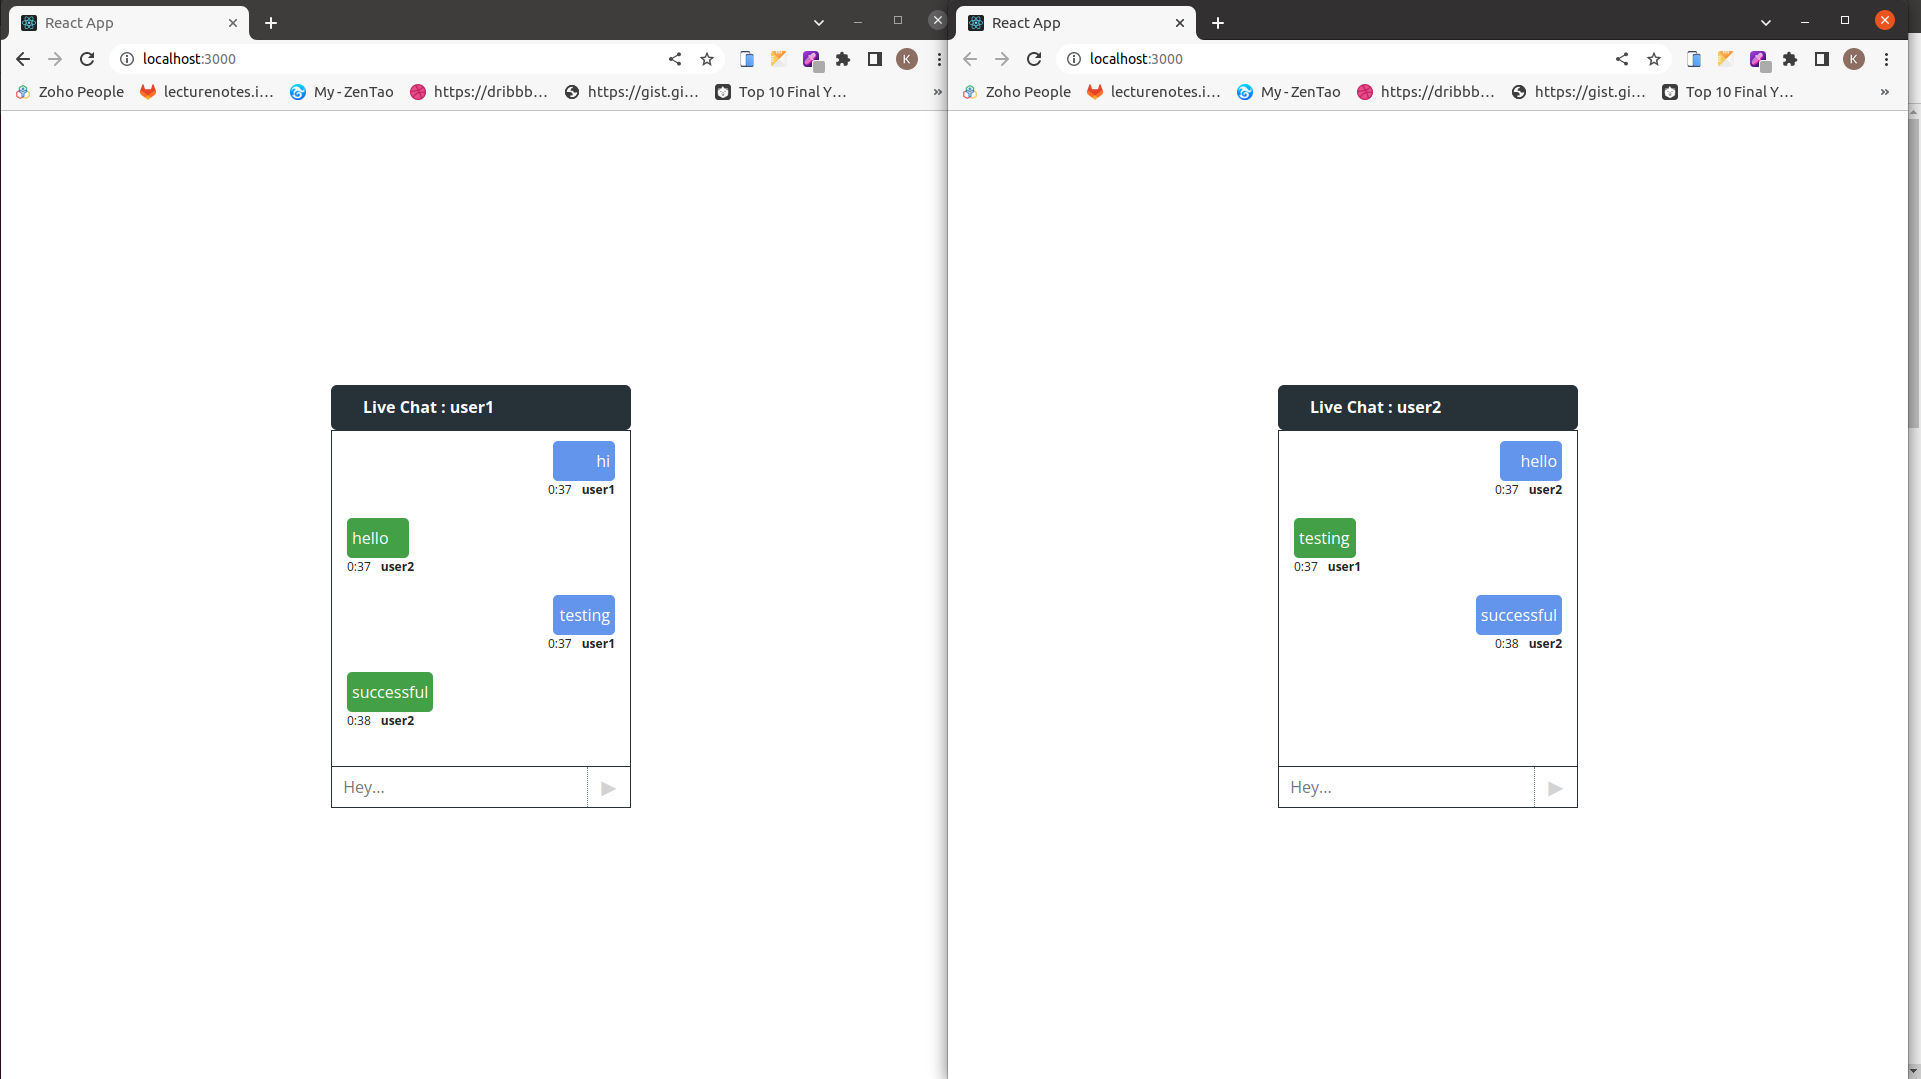 React App
localhost:3000
Zoho People
lecturenotes.i...
My - ZenTao
https://dribbb...
https://gist.gi...
Top 10 Final Y...
»
K
Live Chat : user1
hi
0:37 user1
hello
0:37 user2
testing
0:37 user1
successful
0:38 user2
Hey...
React App
localhost:3000
K
Zoho People
lecturenotes.i...
My - ZenTao
https://dribbb...
https://gist.gi...
Top 10 Final Y...
»
Live Chat : user2
hello
0:37 user2
testing
0:37 user1
successful
0:38 user2
Hey...